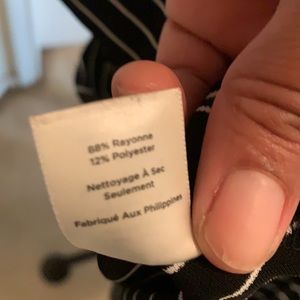 88% Rayonne
12% Polyester
Nettoyage À Sec
Seulement
Fabriqué Aux Philippines